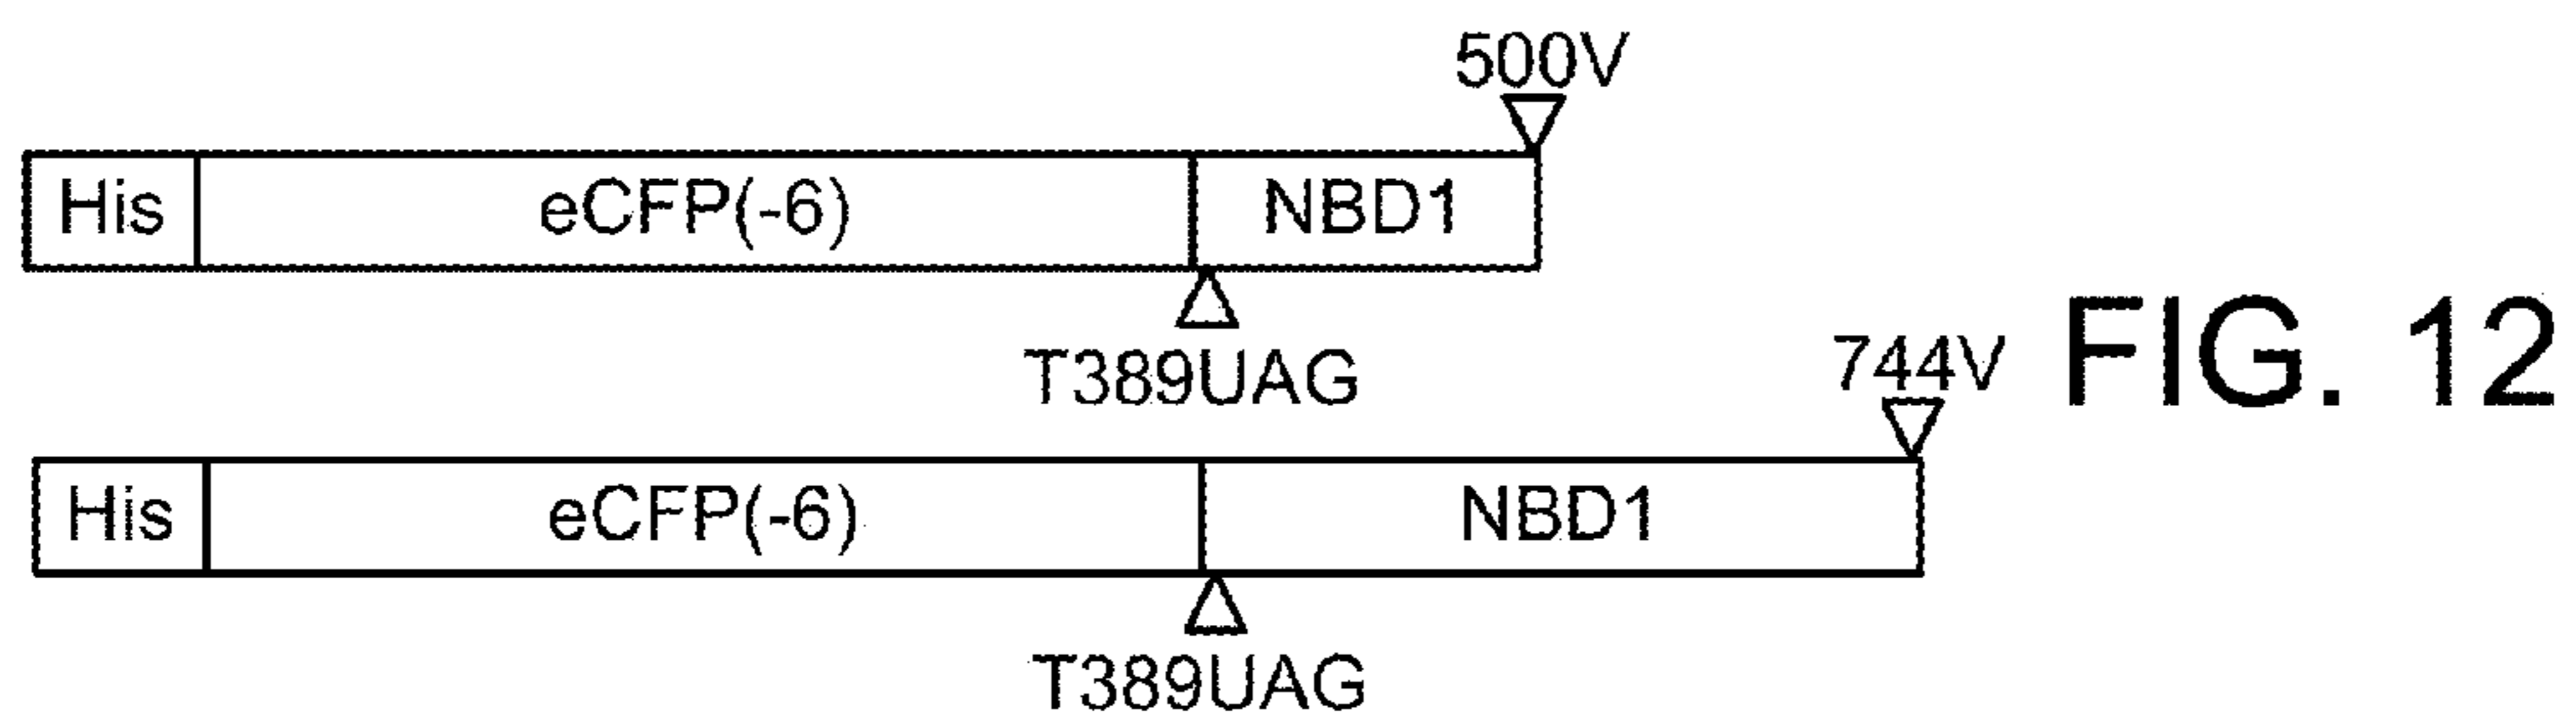 500V
His eCFP(-6) NBD1
T389UAG
744V
FIG. 12
His eCFP(-6) NBD1
T389UAG